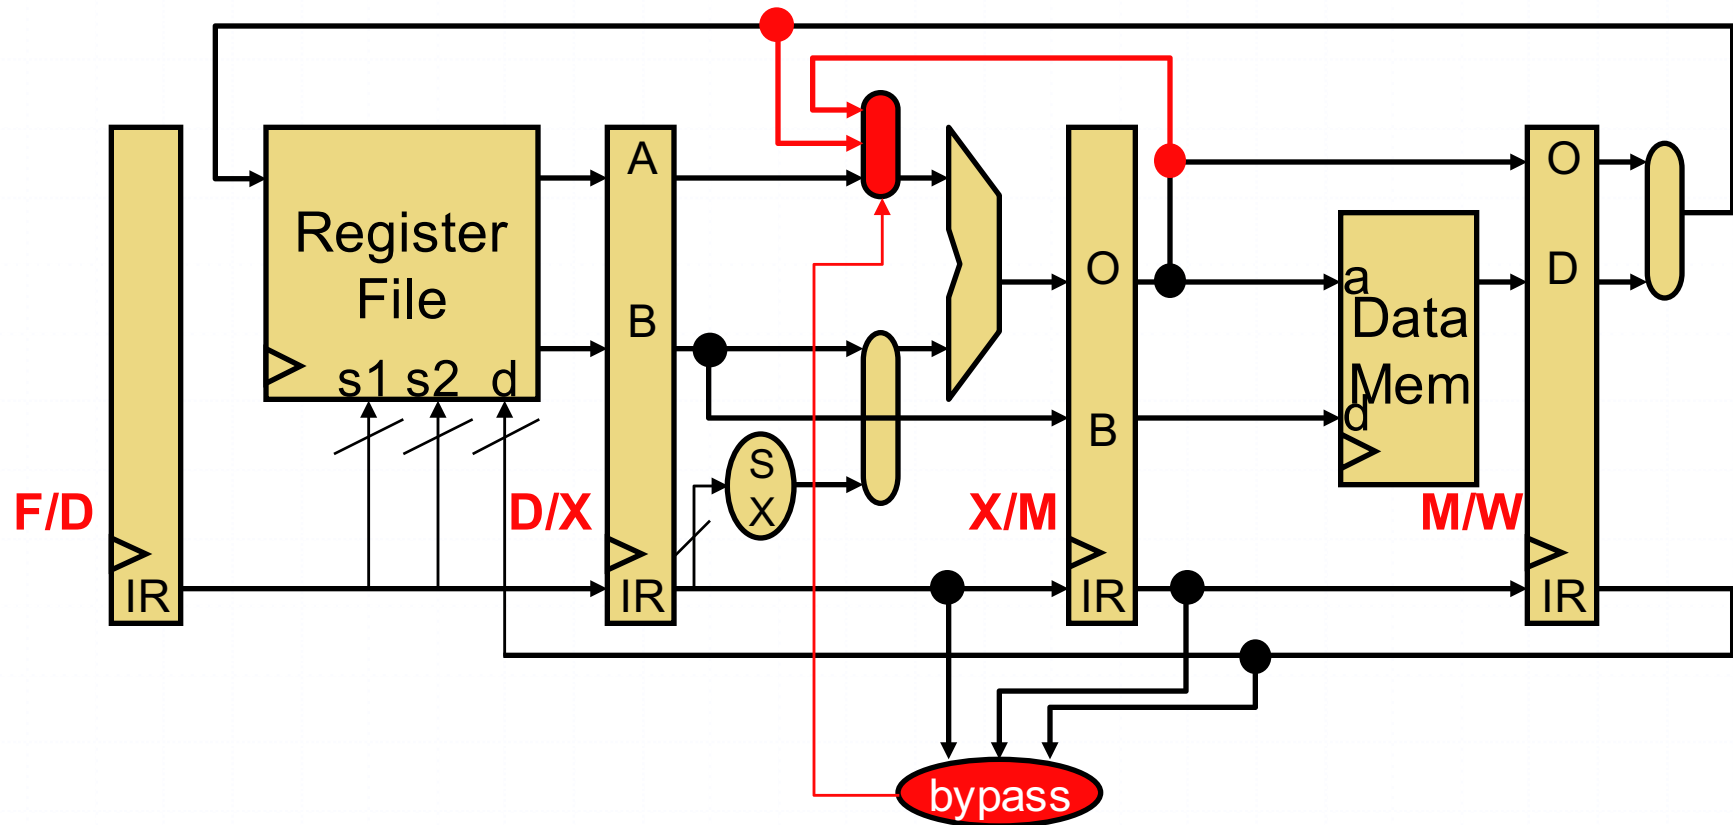 A
O
Register
File
O
D
a
Data
Mem
d
B
s1 s2 d
B
S
X
F/D
D/X
X/M
M/W
IR
IR
IR
IR
bypass